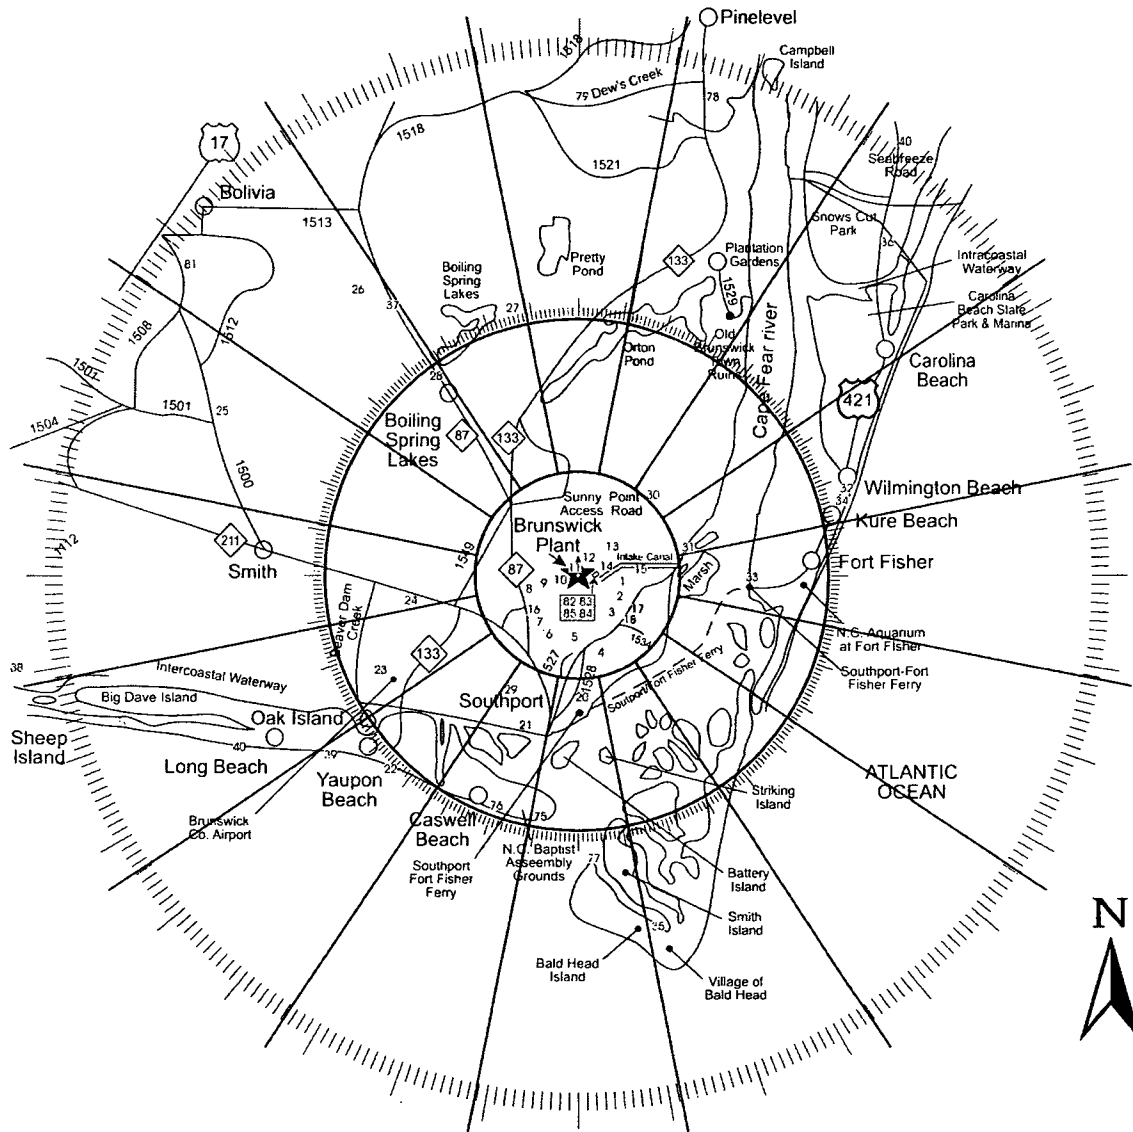 Pinelevel
Campbell
Island
1518
79 Dew's Creek
78
1518
1521
17
40
Seabreeze
Road
Bolivia
1513
Snows Cut
Park
81
Pretty
Pond
133
Plantation
Gardens
Intracoastal
Waterway
Boiling
Spring
Lakes
26
37
27
1529
Carolina
Beach State
Park & Marina
1508
1512
Orton
Pond
Old
Brunswick
Town
Ruins
Cape Fear river
Carolina
Beach
1501
28
421
1501
25
1504
Boiling
Spring
Lakes
87
133
1500
Sunny Point
Access Road
30
32
34
Wilmington Beach
Kure Beach
Brunswick
Plant
211
Smith
1549
13
12
Intake Canal
31
Fort Fisher
87
11
14
15
Marsh
10
9
8
1
33
24
Beaver Dam
Creek
82 83
85 84
2
3
17
18
16
7
6
5
4
1534
N.C. Aquarium
at Fort Fisher
38
133
23
1527
1528
Southport-Fort
Fisher Ferry
Intercoastal Waterway
Big Dave Island
29
Southport
20
Soutport/Fort Fisher Ferry
Oak Island
21
Sheep
Island
40
39
Long Beach
Yaupon
Beach
22
ATLANTIC
OCEAN
Striking
Island
76
75
Caswell
Beach
Brunswick
Co. Airport
N.C. Baptist
Asseembly
Grounds
Southport
Fort Fisher
Ferry
77
Battery
Island
Smith
Island
35
Bald Head
Island
Village of
Bald Head
N